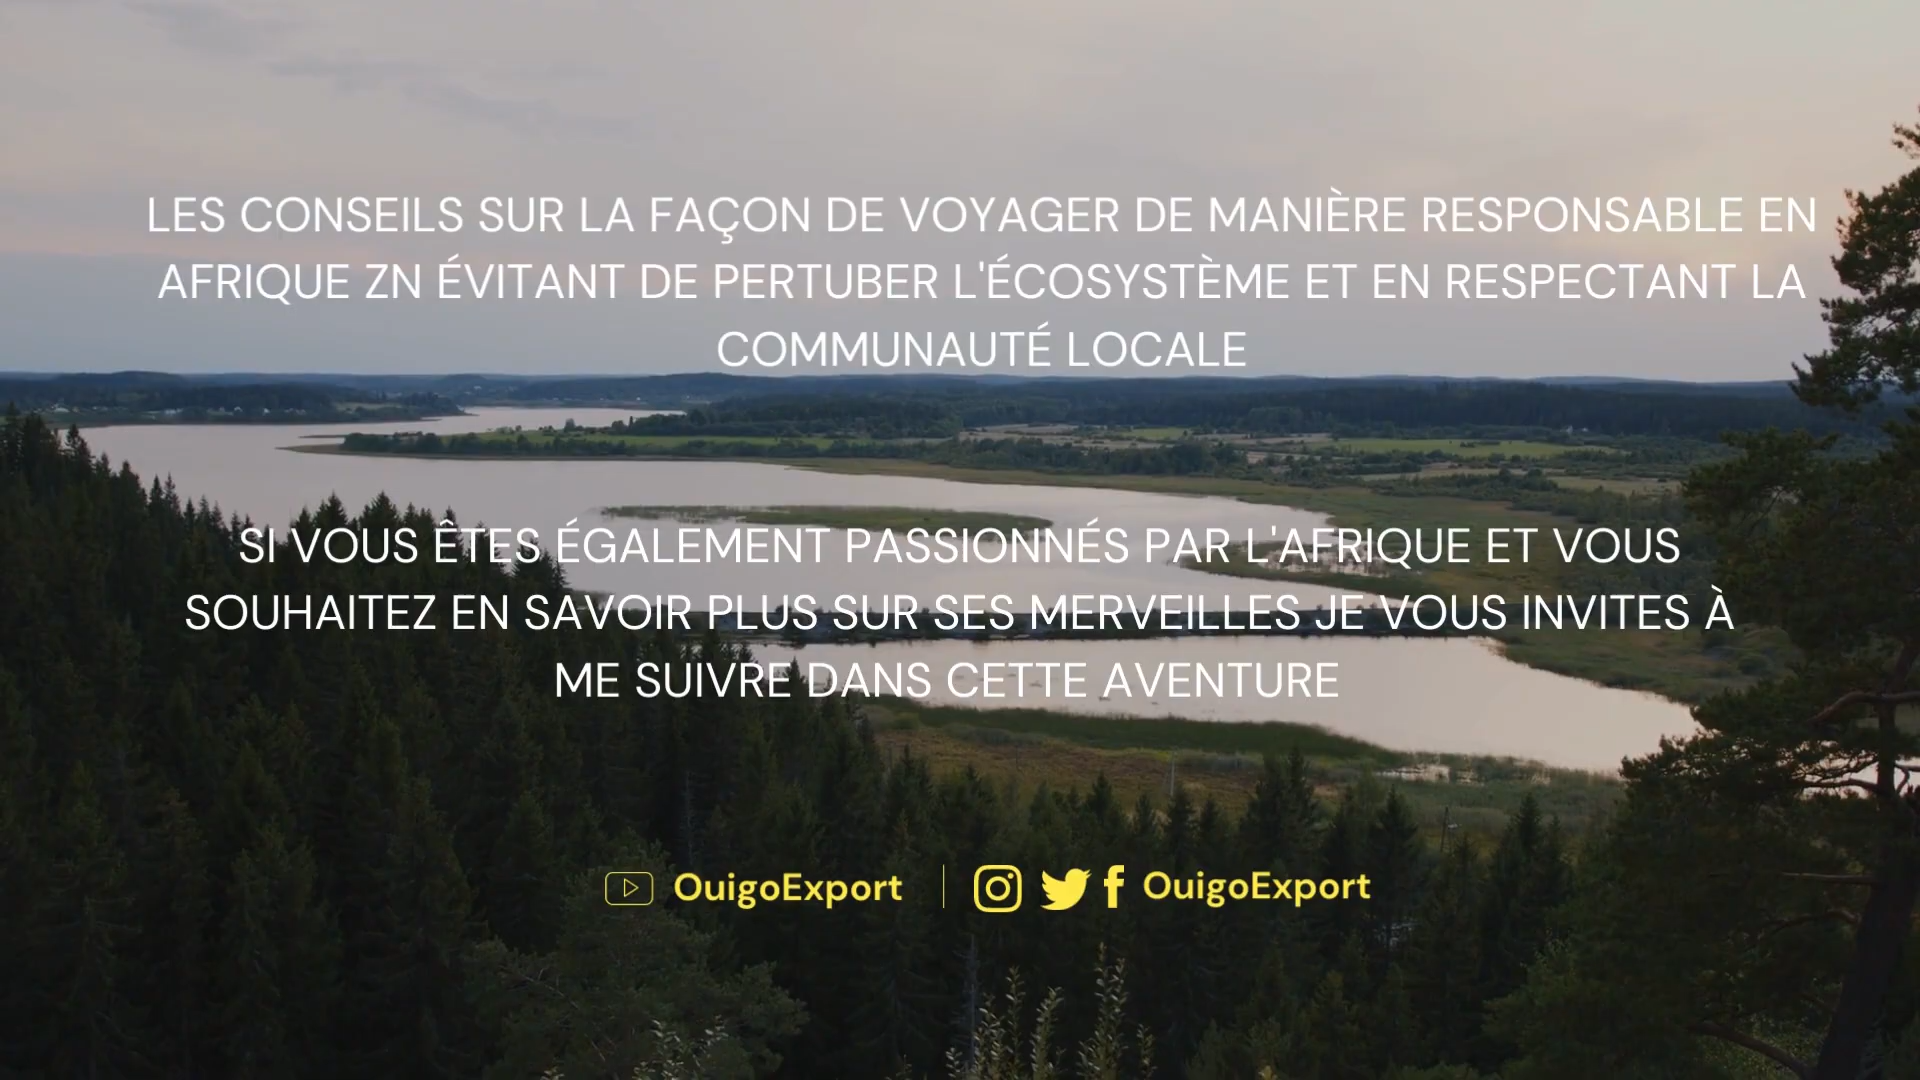 LES CONSEILS SUR LA FAÇON DE VOYAGER DE MANIÈRE RESPONSABLE EN
AFRIQUE ZN ÉVITANT DE PERTUBER L'ÉCOSYSTÈME ET EN RESPECTANT LA
COMMUNAUTÉ LOCALE
SI VOUS ÊTES ÉGALEMENT PASSIONNÉS PAR L'AFRIQUE ET VOUS
SOUHAITEZ EN SAVOIR PLUS SUR SES MERVEILLES JE VOUS INVITES À
ME SUIVRE DANS CETTE AVENTURE
OuigoExport OuigoExport